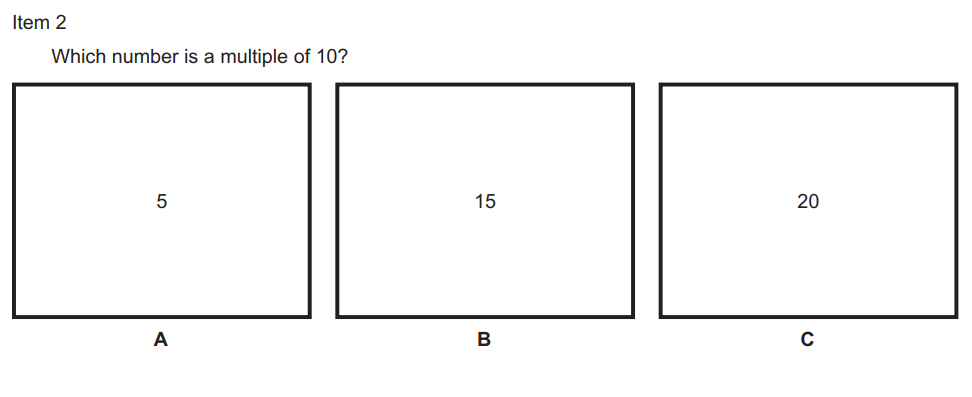 Item 2
Which number is a multiple of 10?
5 15 20
A B C